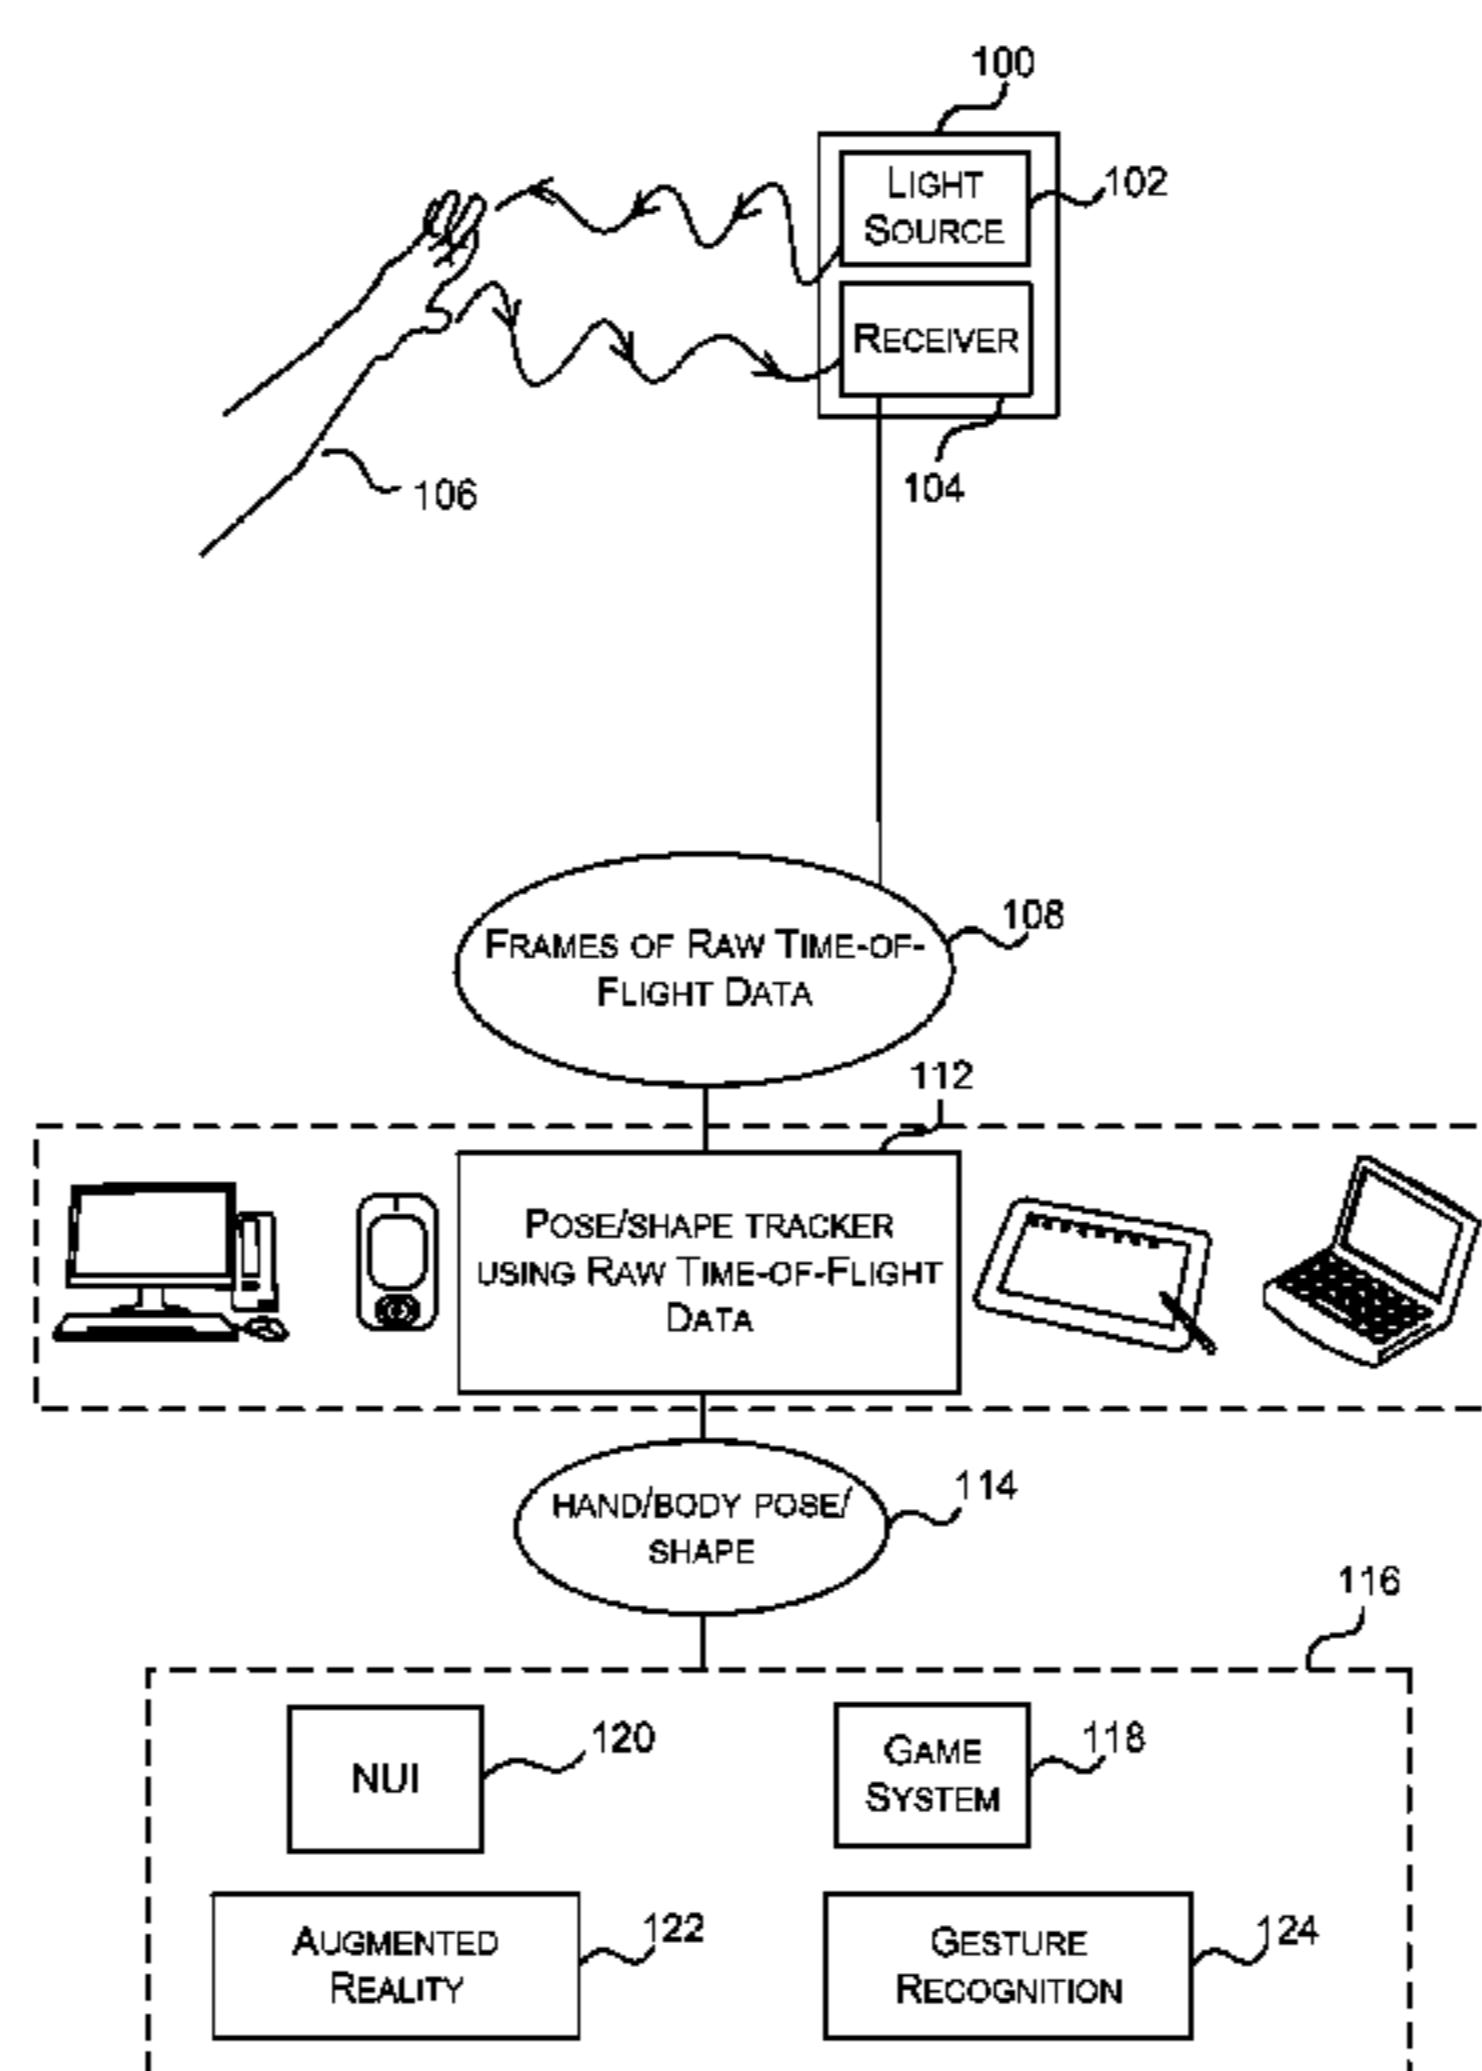 100
LIGHT
SOURCE
102
RECEIVER
104
106
108
FRAMES OF RAW TIME-OF-
FLIGHT DATA
112
POSE/SHAPE TRACKER
USING RAW TIME-OF-FLIGHT
DATA
114
HAND/BODY POSE/
SHAPE
116
NUI
120
GAME
SYSTEM
118
AUGMENTED
REALITY
122
GESTURE
RECOGNITION
124